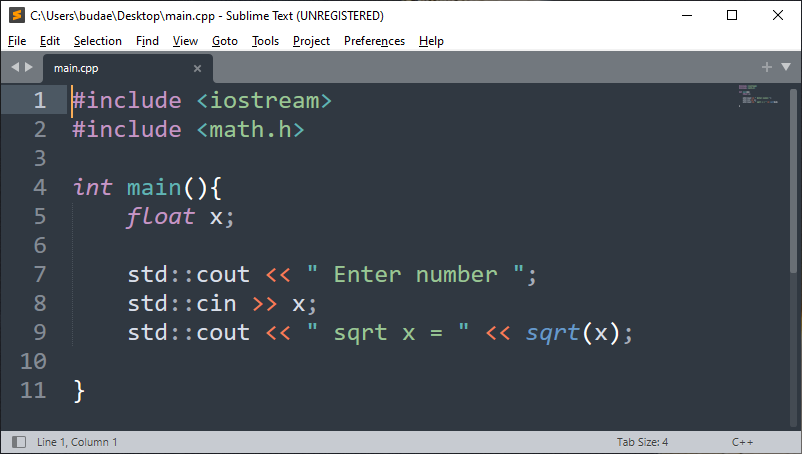 C:\Users\budae\Desktop\main.cpp - Sublime Text (UNREGISTERED)
File Edit Selection Find View Goto Tools Project Preferences Help
main.cpp
1 #include <iostream>
2 #include <math.h>
3
4 int main(){
5 float x;
6
7 std::cout << " Enter number ";
8 std::cin >> x;
9 std::cout << " sqrt x = " << sqrt(x);
10
11 }
Line 1, Column 1 Tab Size: 4 C++